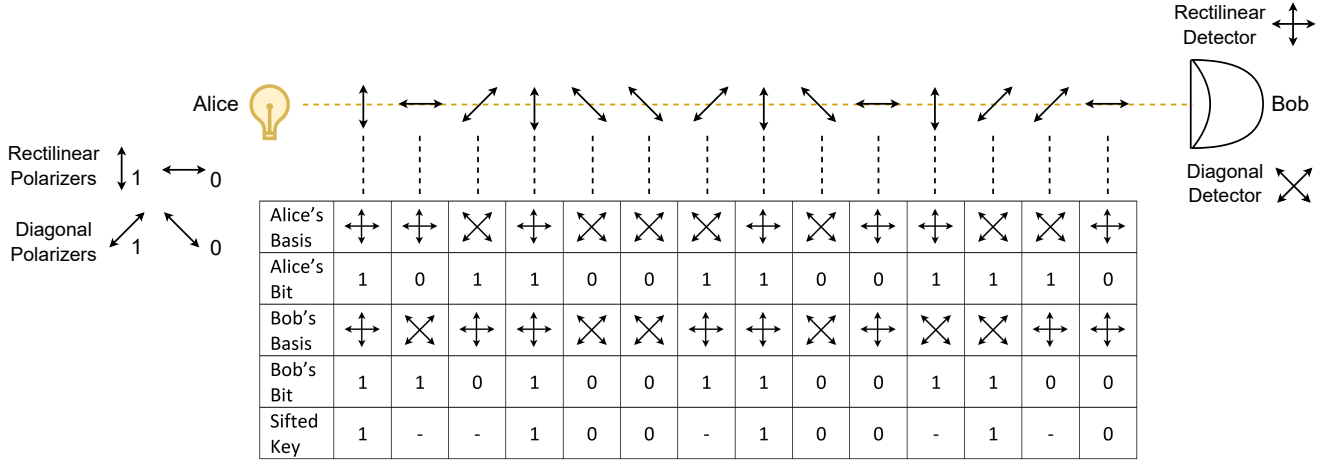 Rectilinear
Detector
Alice
Bob
Rectilinear
Polarizers
1
0
Diagonal
Polarizers
1
0
Diagonal
Detector
Alice's
Basis
Alice's
Bit
1 0 1 1 0 0 1 1 0 0 1 1 1 0
Bob's
Basis
Bob's
Bit
1 1 0 1 0 0 1 1 0 0 1 1 0 0
Sifted
Key
1 - - 1 0 0 - 1 0 0 - 1 - 0